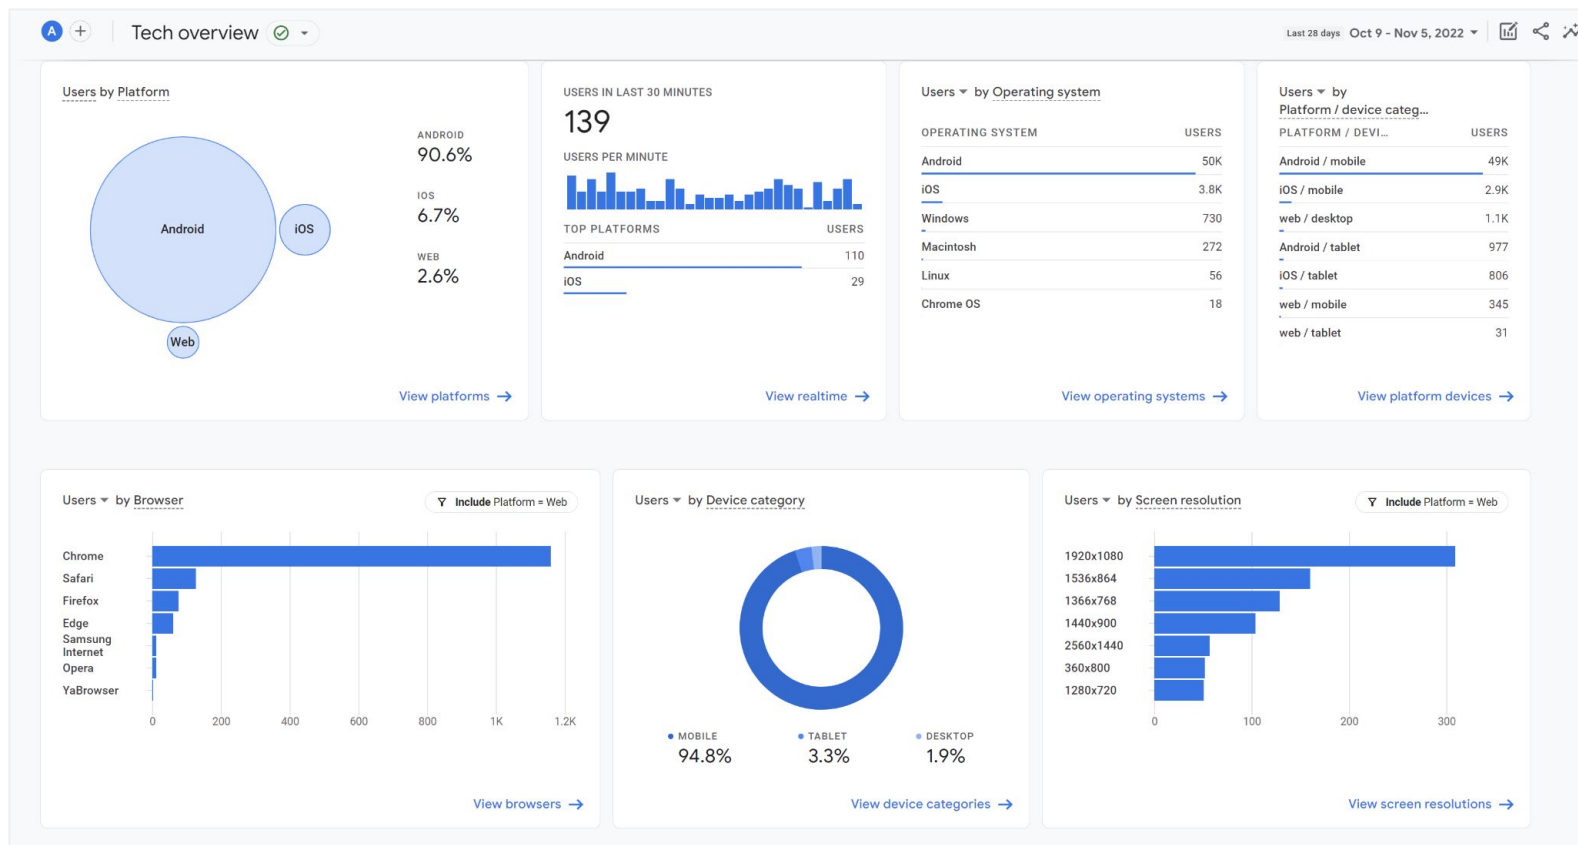 A
Tech overview
Last 28 days Oct 9 - Nov 5, 2022
Users by Platform
Android
iOS
Web
ANDROID
90.6%
IOS
6.7%
WEB
2.6%
View platforms
USERS IN LAST 30 MINUTES
139
USERS PER MINUTE
TOP PLATFORMS USERS
Android 110
iOS 29
View realtime
Users by Operating system
OPERATING SYSTEM USERS
Android 50K
iOS 3.8K
Windows 730
Macintosh 272
Linux 56
Chrome OS 18
View operating systems
Users by
Platform / device categ...
PLATFORM / DEVI... USERS
Android / mobile 49K
iOS / mobile 2.9K
web / desktop 1.1K
Android / tablet 977
iOS / tablet 806
web / mobile 345
web / tablet 31
View platform devices
Users by Browser
Include Platform = Web
Chrome
Safari
Firefox
Edge
Samsung
Internet
Opera
YaBrowser
0 200 400 600 800 1K 1.2K
View browsers
Users by Device category
MOBILE TABLET DESKTOP
94.8% 3.3% 1.9%
View device categories
Users by Screen resolution
Include Platform = Web
1920x1080
1536x864
1366x768
1440x900
2560x1440
360x800
1280x720
0 100 200 300
View screen resolutions